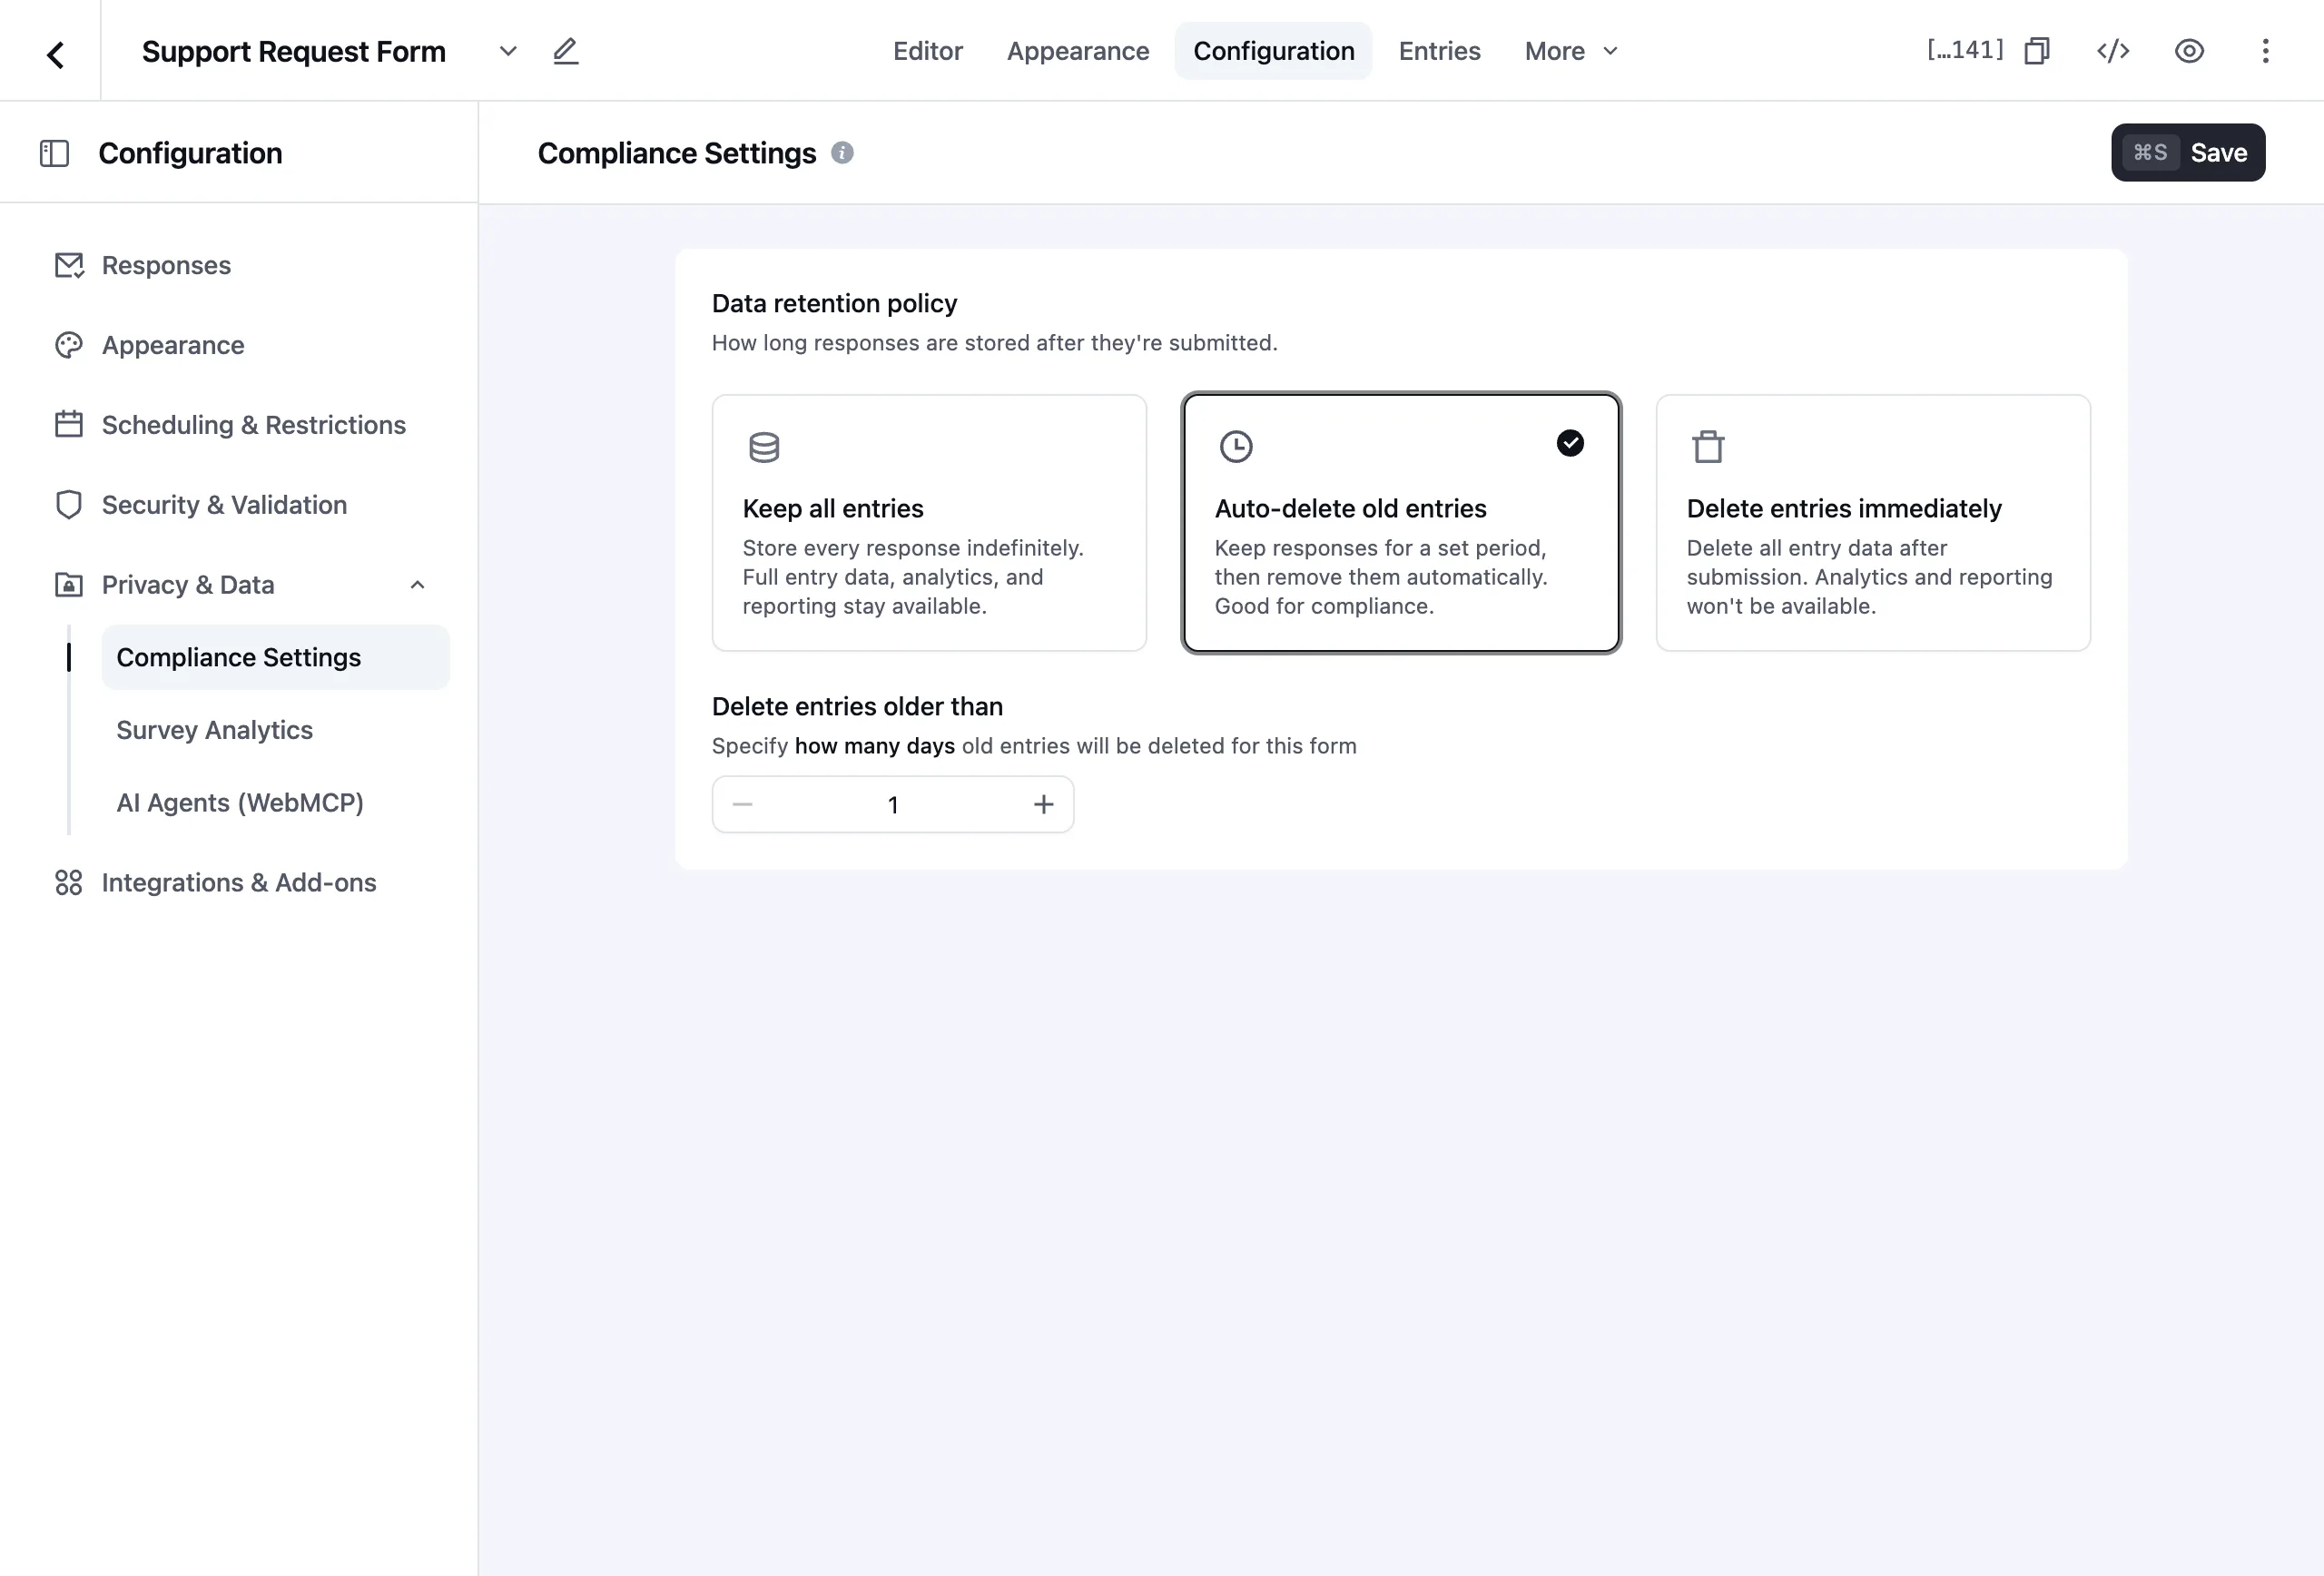 Support Request Form
Editor
Appearance
Configuration
Entries
More
[…141]
Configuration
Compliance Settings
⌘S Save
Responses
Appearance
Scheduling & Restrictions
Security & Validation
Privacy & Data
Compliance Settings
Survey Analytics
AI Agents (WebMCP)
Integrations & Add-ons
Data retention policy
How long responses are stored after they're submitted.
Keep all entries
Store every response indefinitely.
Full entry data, analytics, and
reporting stay available.
Auto-delete old entries
Keep responses for a set period,
then remove them automatically.
Good for compliance.
Delete entries immediately
Delete all entry data after
submission. Analytics and reporting
won't be available.
Delete entries older than
Specify how many days old entries will be deleted for this form
1